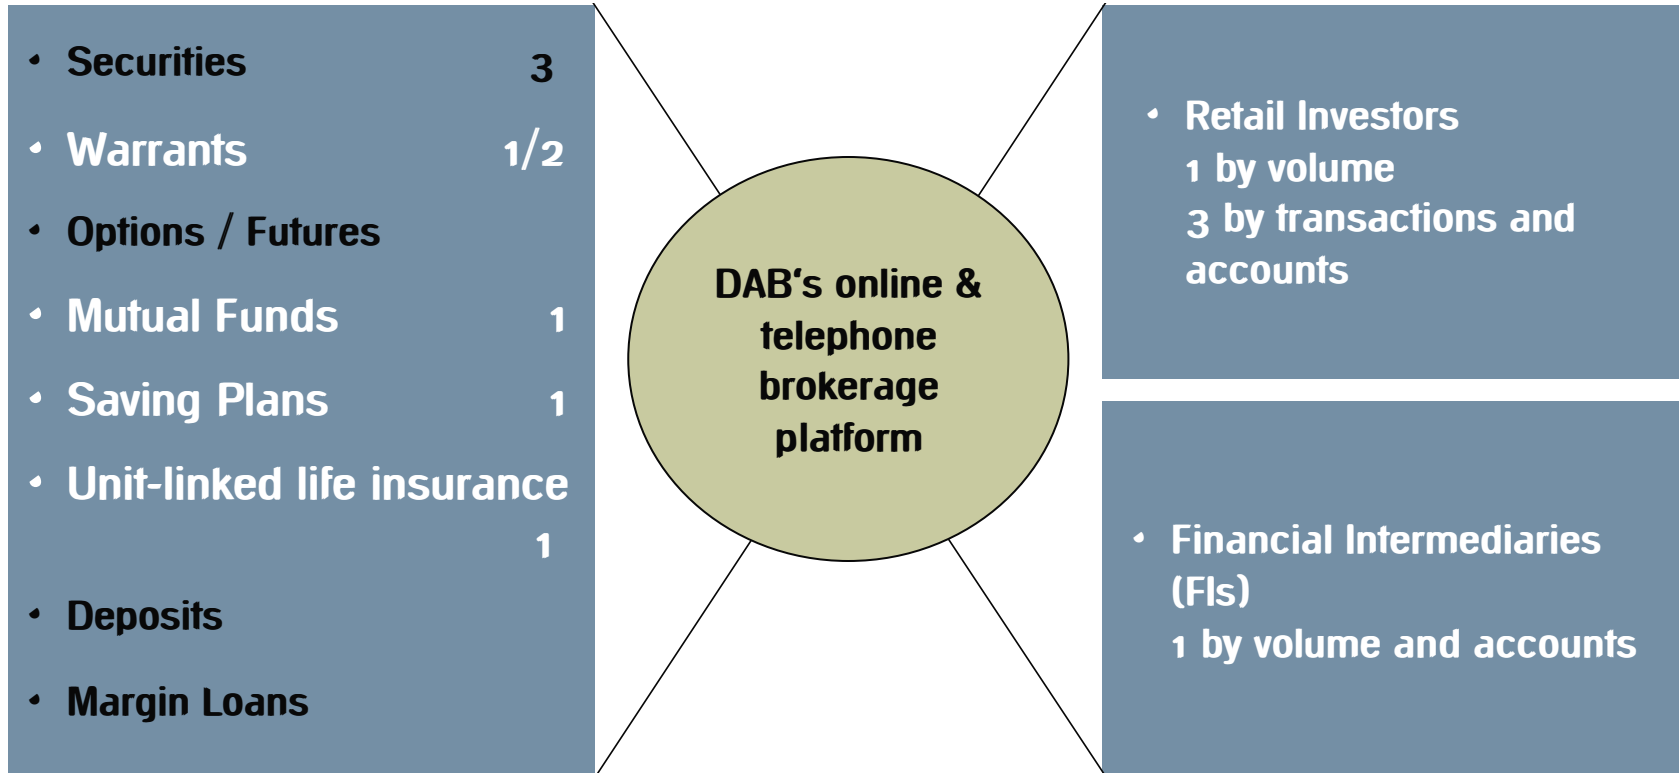 • Securities 3
• Warrants 1/2
• Options / Futures
• Mutual Funds 1
• Saving Plans 1
• Unit-linked life insurance
1
• Deposits
• Margin Loans
DAB‘s online &
telephone
brokerage
platform
• Retail Investors
1 by volume
3 by transactions and
accounts
• Financial Intermediaries
(FIs)
1 by volume and accounts